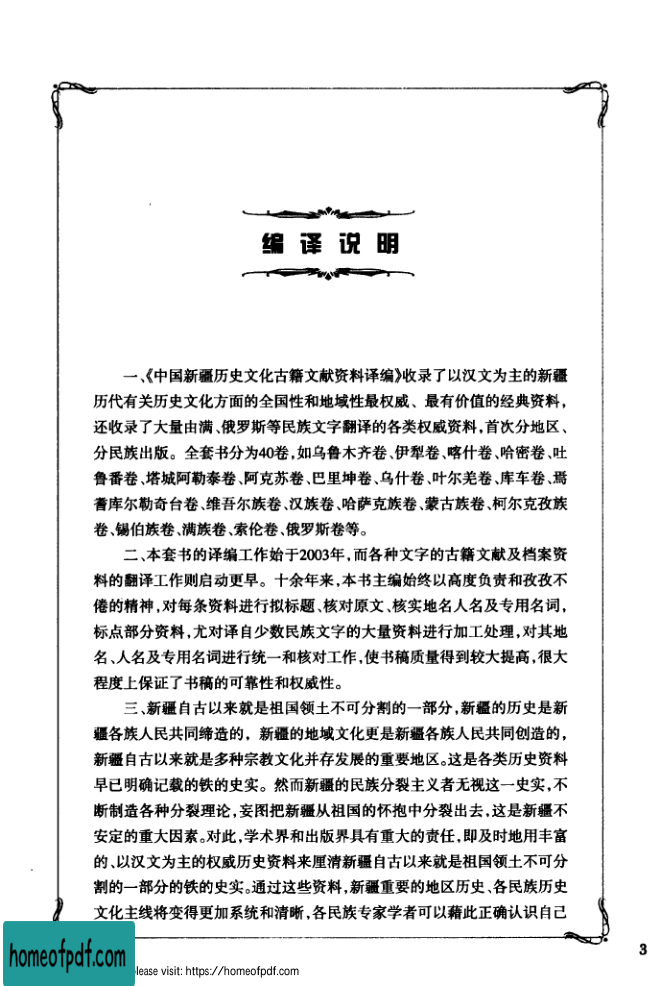 编译说明
一、《中国新疆历史文化古籍文献资料译编》收录了以汉文为主的新疆
历代有关历史文化方面的全国性和地域性最权威、最有价值的经典资料，
还收录了大量由满、俄罗斯等民族文字翻译的各类权威资料，首次分地区、
分民族出版。全套书分为40卷，如乌鲁木齐卷、伊犁卷、喀什卷、哈密卷、吐
鲁番卷、塔城阿勒泰卷、阿克苏卷、巴里坤卷、乌什卷、叶尔羌卷、库车卷、焉
耆库尔勒奇台卷、维吾尔族卷、汉族卷、哈萨克族卷、蒙古族卷、柯尔克孜族
卷、锡伯族卷、满族卷、索伦卷、俄罗斯卷等。
二、本套书的译编工作始于2003年，而各种文字的古籍文献及档案资
料的翻译工作则启动更早。十余年来，本书主编始终以高度负责和孜孜不
倦的精神，对每条资料进行拟标题、核对原文、核实地名人名及专用名词，
标点部分资料，尤对译自少数民族文字的大量资料进行加工处理，对其地
名、人名及专用名词进行统一和核对工作，使书稿质量得到较大提高，很大
程度上保证了书稿的可靠性和权威性。
三、新疆自古以来就是祖国领土不可分割的一部分，新疆的历史是新
疆各族人民共同缔造的，新疆的地域文化更是新疆各族人民共同创造的，
新疆自古以来就是多种宗教文化并存发展的重要地区。这是各类历史资料
早已明确记载的铁的史实。然而新疆的民族分裂主义者无视这一史实，不
断制造各种分裂理论，妄图把新疆从祖国的怀抱中分裂出去，这是新疆不
安定的重大因素。对此，学术界和出版界具有重大的责任，即及时地用丰富
的、以汉文为主的权威历史资料来厘清新疆自古以来就是祖国领土不可分
割的一部分的铁的史实。通过这些资料，新疆重要的地区历史、各民族历史
文化主线将变得更加系统和清晰，各民族专家学者可以藉此正确认识自己
3
homeofpdf.com
lease visit: https://homeofpdf.com